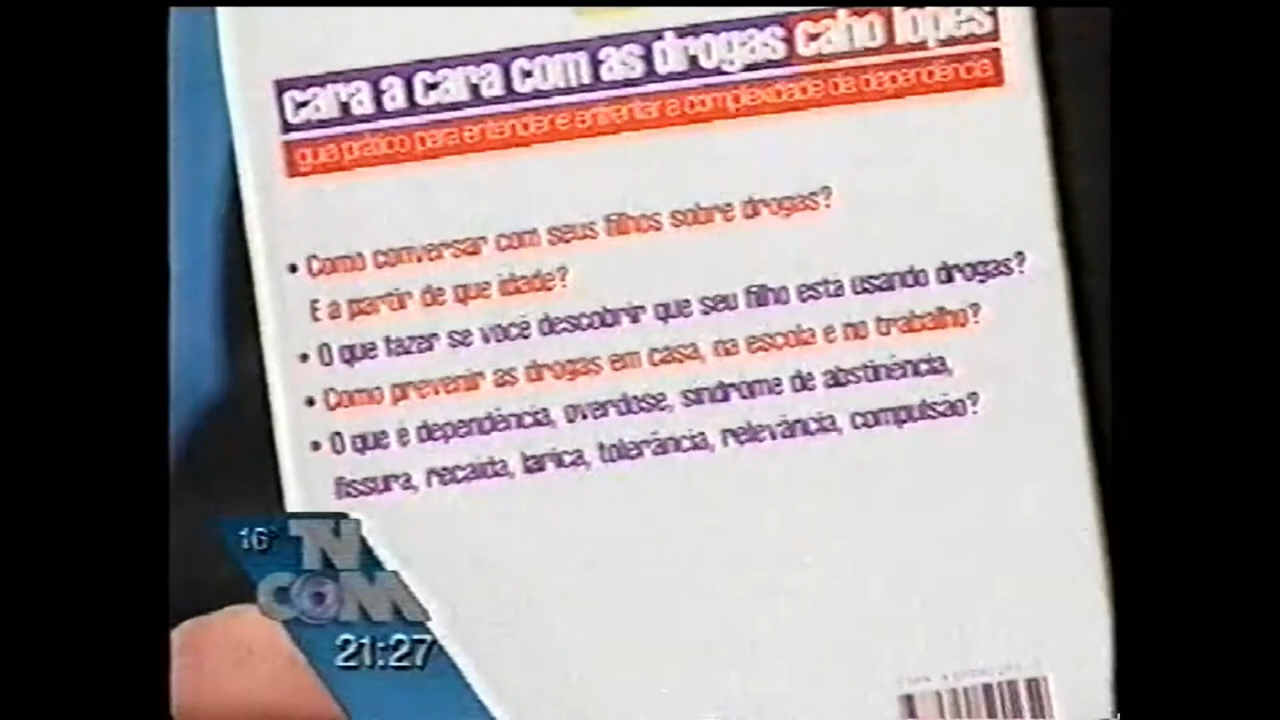 cara a cara com as drogas caho lopes
guia prático para entender e enfrentar a complexidade da dependência
• Como conversar com seus filhos sobre drogas?
E a partir de que idade?
• O que fazer se você descobrir que seu filho está usando drogas?
• Como prevenir as drogas em casa, na escola e no trabalho?
• O que é dependência, overdose, síndrome de abstinência,
fissura, recaída, larica, tolerância, relevância, compulsão?
16°
TV
COM
21:27